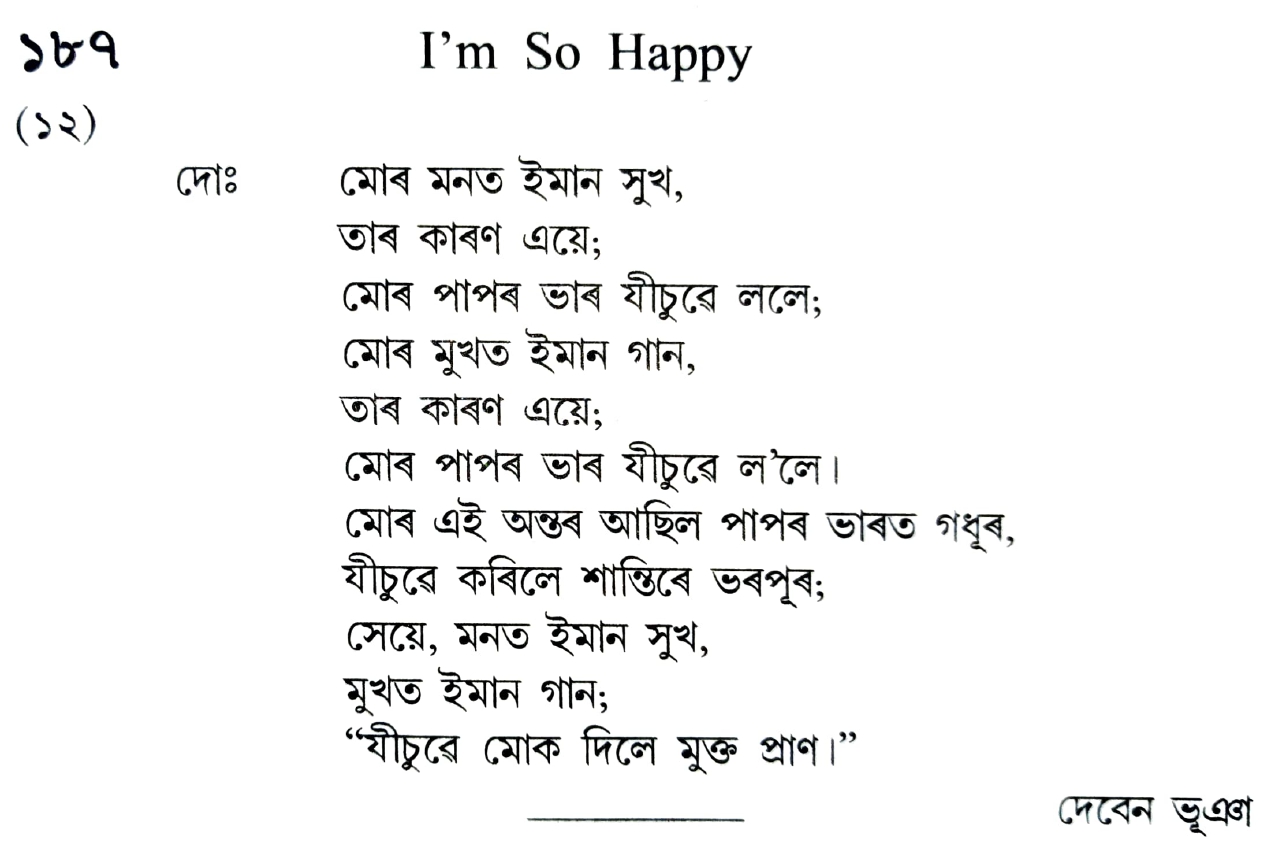 ১৮৭ I'm So Happy
(১২)
দোঃ মোৰ মনত ইমান সুখ,
তাৰ কাৰণ এয়ে;
মোৰ পাপৰ ভাৰ যীচুৱে ললে;
মোৰ মুখত ইমান গান,
তাৰ কাৰণ এয়ে;
মোৰ পাপৰ ভাৰ যীচুৱে ল'লে।
মোৰ এই অন্তৰ আছিল পাপৰ ভাৰত গধূৰ,
যীচুৱে কৰিলে শান্তিৰে ভৰপূৰ;
সেয়ে, মনত ইমান সুখ,
মুখত ইমান গান;
“যীচুৱে মোক দিলে মুক্ত প্ৰাণ।”
দেবেন ভূএঞা